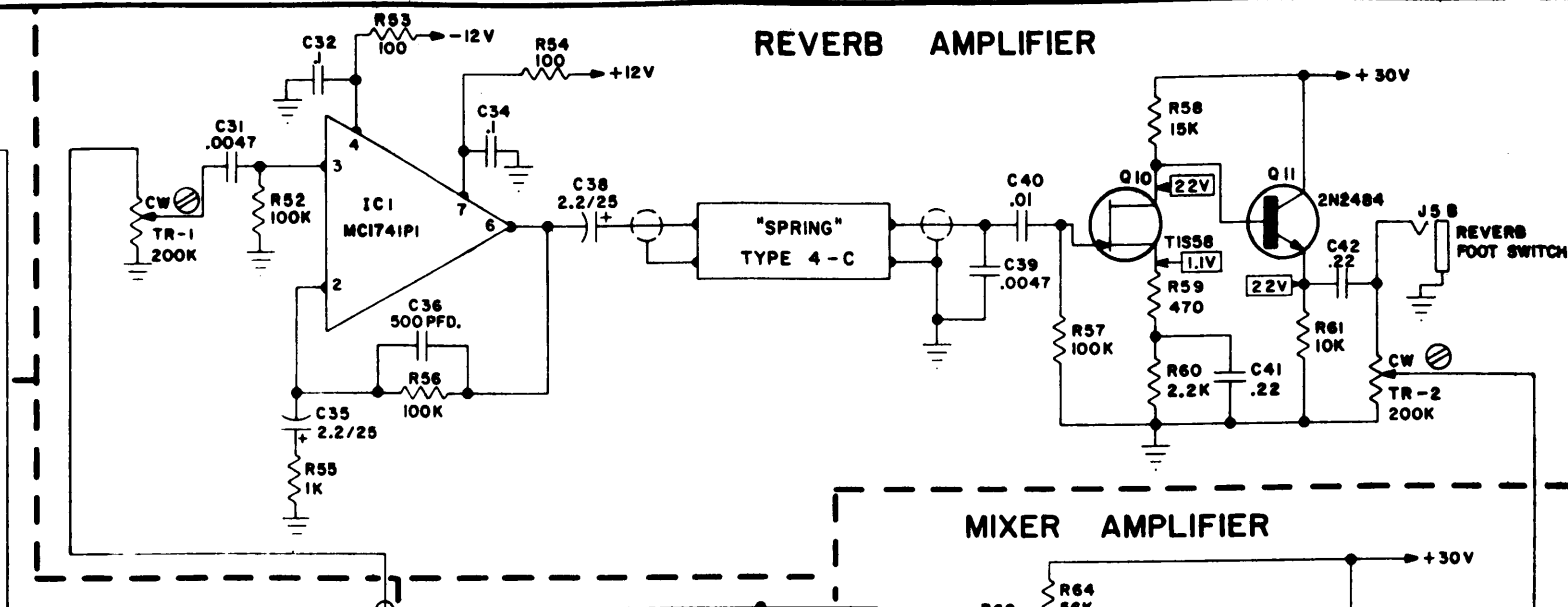 REVERB AMPLIFIER
R53
100
-12V
C32
.1
R54
100
+12V
C34
.1
C31
.0047
4
3
R52
100K
CW
TR-1
200K
IC1
MC1741P1
7
6
2
C38
2.2/25
+
C36
500PFD.
R56
100K
C35
2.2/25
+
R55
1K
"SPRING"
TYPE 4-C
C39
.0047
C40
.01
R57
100K
+30V
R58
15K
Q10
22V
TIS58
1.1V
R59
470
R60
2.2K
C41
.22
Q11
2N2484
22V
R61
10K
C42
.22
J5B
REVERB
FOOT SWITCH
CW
TR-2
200K
MIXER AMPLIFIER
+30V
R64